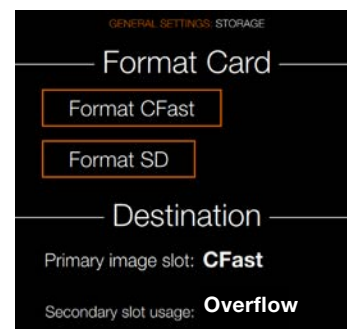 GENERAL SETTINGS: STORAGE
Format Card
Format CFast
Format SD
Destination
Primary image slot: CFast
Secondary slot usage: Overflow